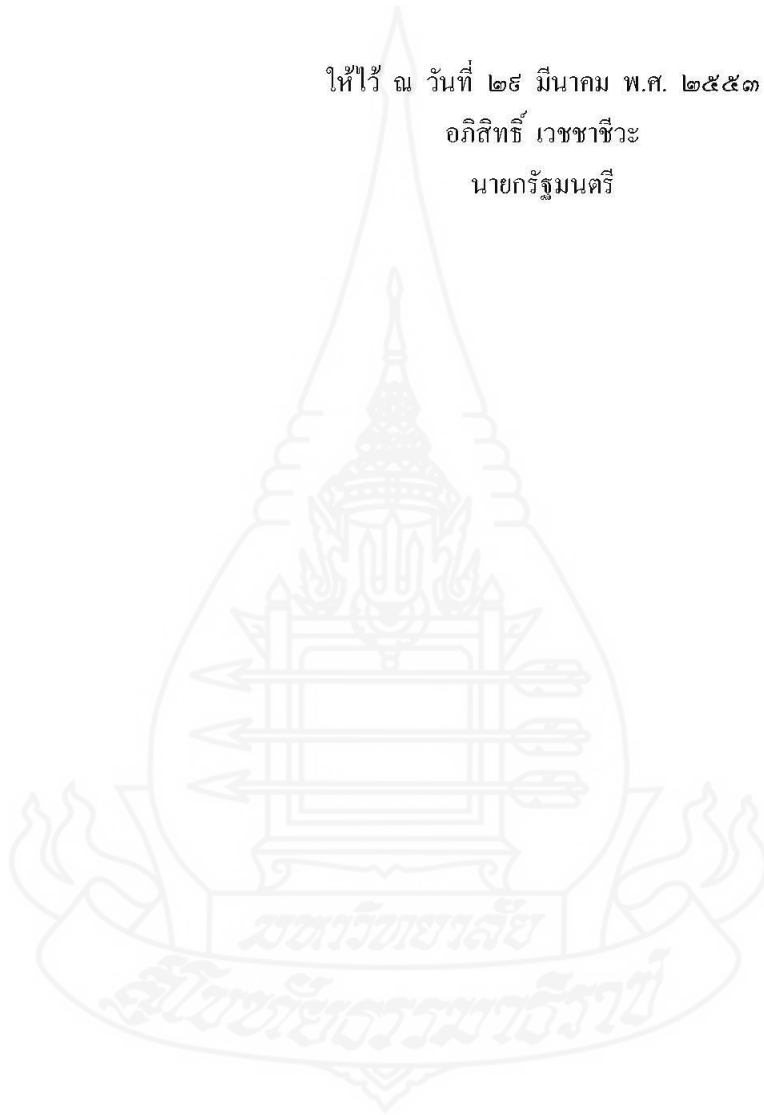 ให้ไว้ ณ วันที่ ๒๙ มีนาคม พ.ศ. ๒๕๕๓
อภิสิทธิ์ เวชชาชีวะ
นายกรัฐมนตรี
มหาวิทยาลัย
สุโขทัยธรรมาธิราช